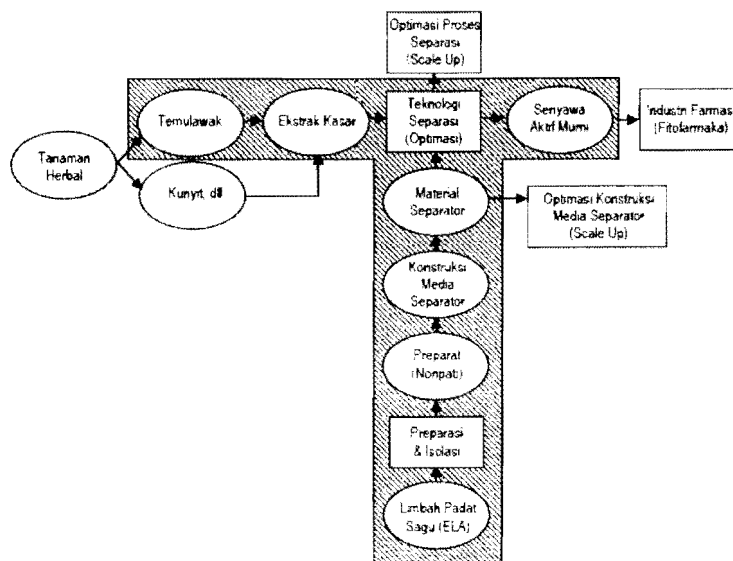 Optimasi Proses
Separasi
(Scale Up)
Temulawak
Ekstrak Kasar
Teknologi
Separasi
(Optimasi)
Senyawa
Aktif Murni
Industri Farmasi
(Fitofarmaka)
Tanaman
Herbal
Kunyit, dll
Material
Separator
Optimasi Konstruksi
Media Separator
(Scale Up)
Konstruksi
Media
Separator
Preparat
(Nonpati)
Preparasi
& Isolasi
Limbah Padat
Sagu (ELA)